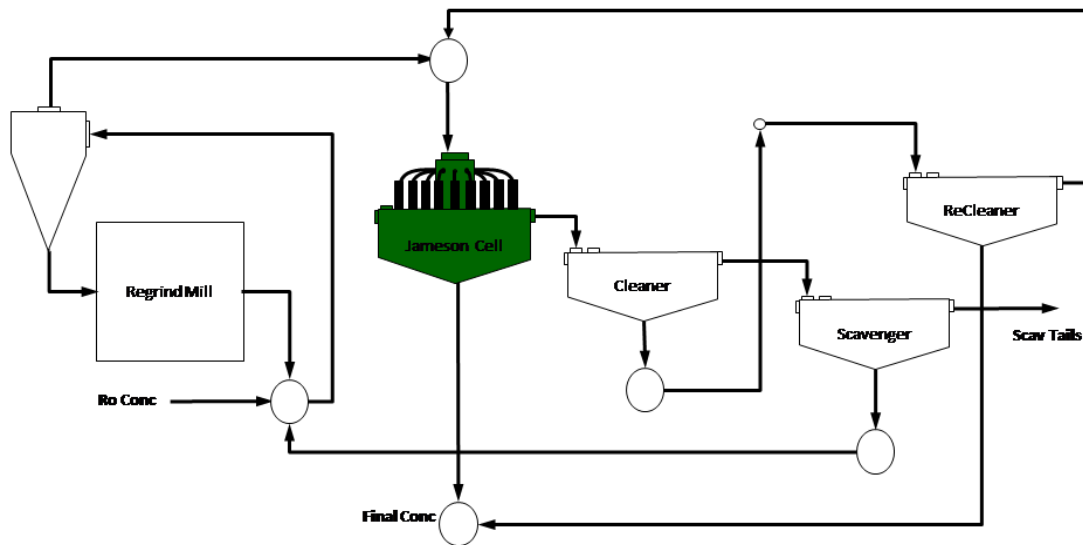 ReCleaner
Jameson Cell
Regrind Mill
Cleaner
Scavenger
Scav Tails
Ro Conc
Final Conc